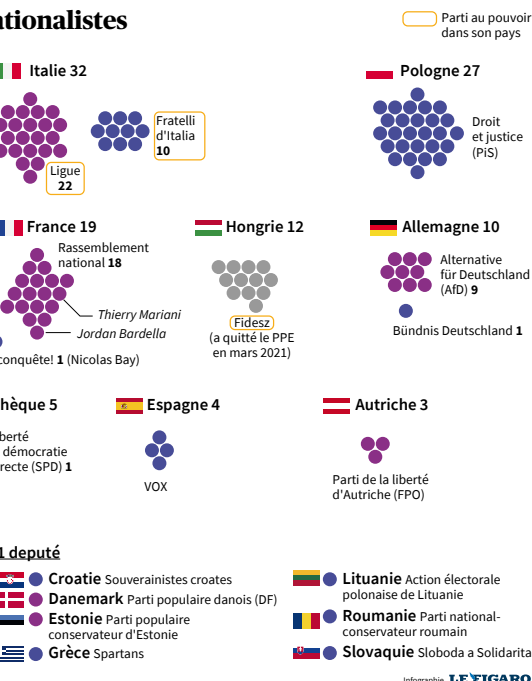 ationalistes
Parti au pouvoir
dans son pays
Italie 32
Fratelli
d'Italia
10
Ligue
22
Pologne 27
Droit
et justice
(PiS)
France 19
Rassemblement
national 18
Thierry Mariani
Jordan Bardella
conquête! 1 (Nicolas Bay)
Hongrie 12
Fidesz
(a quitté le PPE
en mars 2021)
Allemagne 10
Alternative
für Deutschland
(AfD) 9
Bündnis Deutschland 1
hèque 5
berté
démocratie
recte (SPD) 1
Espagne 4
VOX
Autriche 3
Parti de la liberté
d'Autriche (FPO)
1 deputé
Croatie Souverainistes croates
Danemark Parti populaire danois (DF)
Estonie Parti populaire
conservateur d'Estonie
Grèce Spartans
Lituanie Action électorale
polonaise de Lituanie
Roumanie Parti national-
conservateur roumain
Slovaquie Sloboda a Solidarita
Infographie LE FIGARO